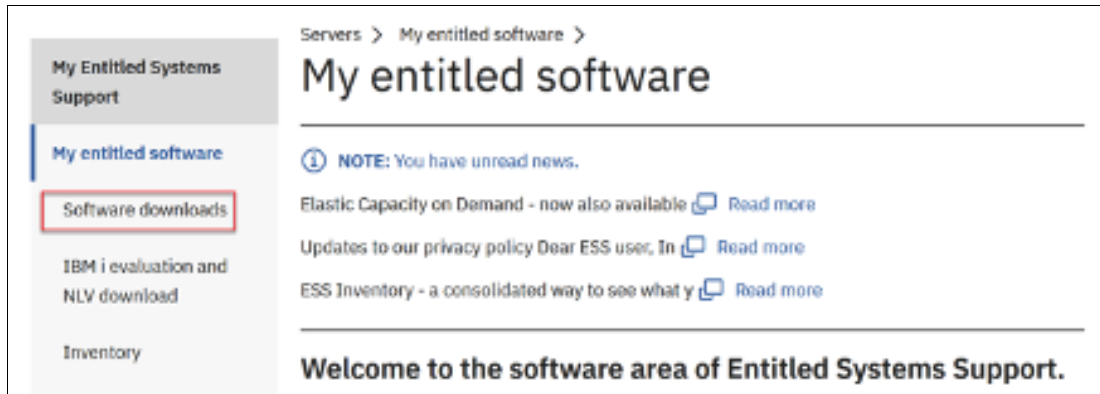 My Entitled Systems
Support
My entitled software
Software downloads
IBM i evaluation and
NLV download
Inventory
Servers > My entitled software >
My entitled software
NOTE: You have unread news.
Elastic Capacity on Demand - now also available Read more
Updates to our privacy policy Dear ESS user, In Read more
ESS Inventory - a consolidated way to see what y Read more
Welcome to the software area of Entitled Systems Support.